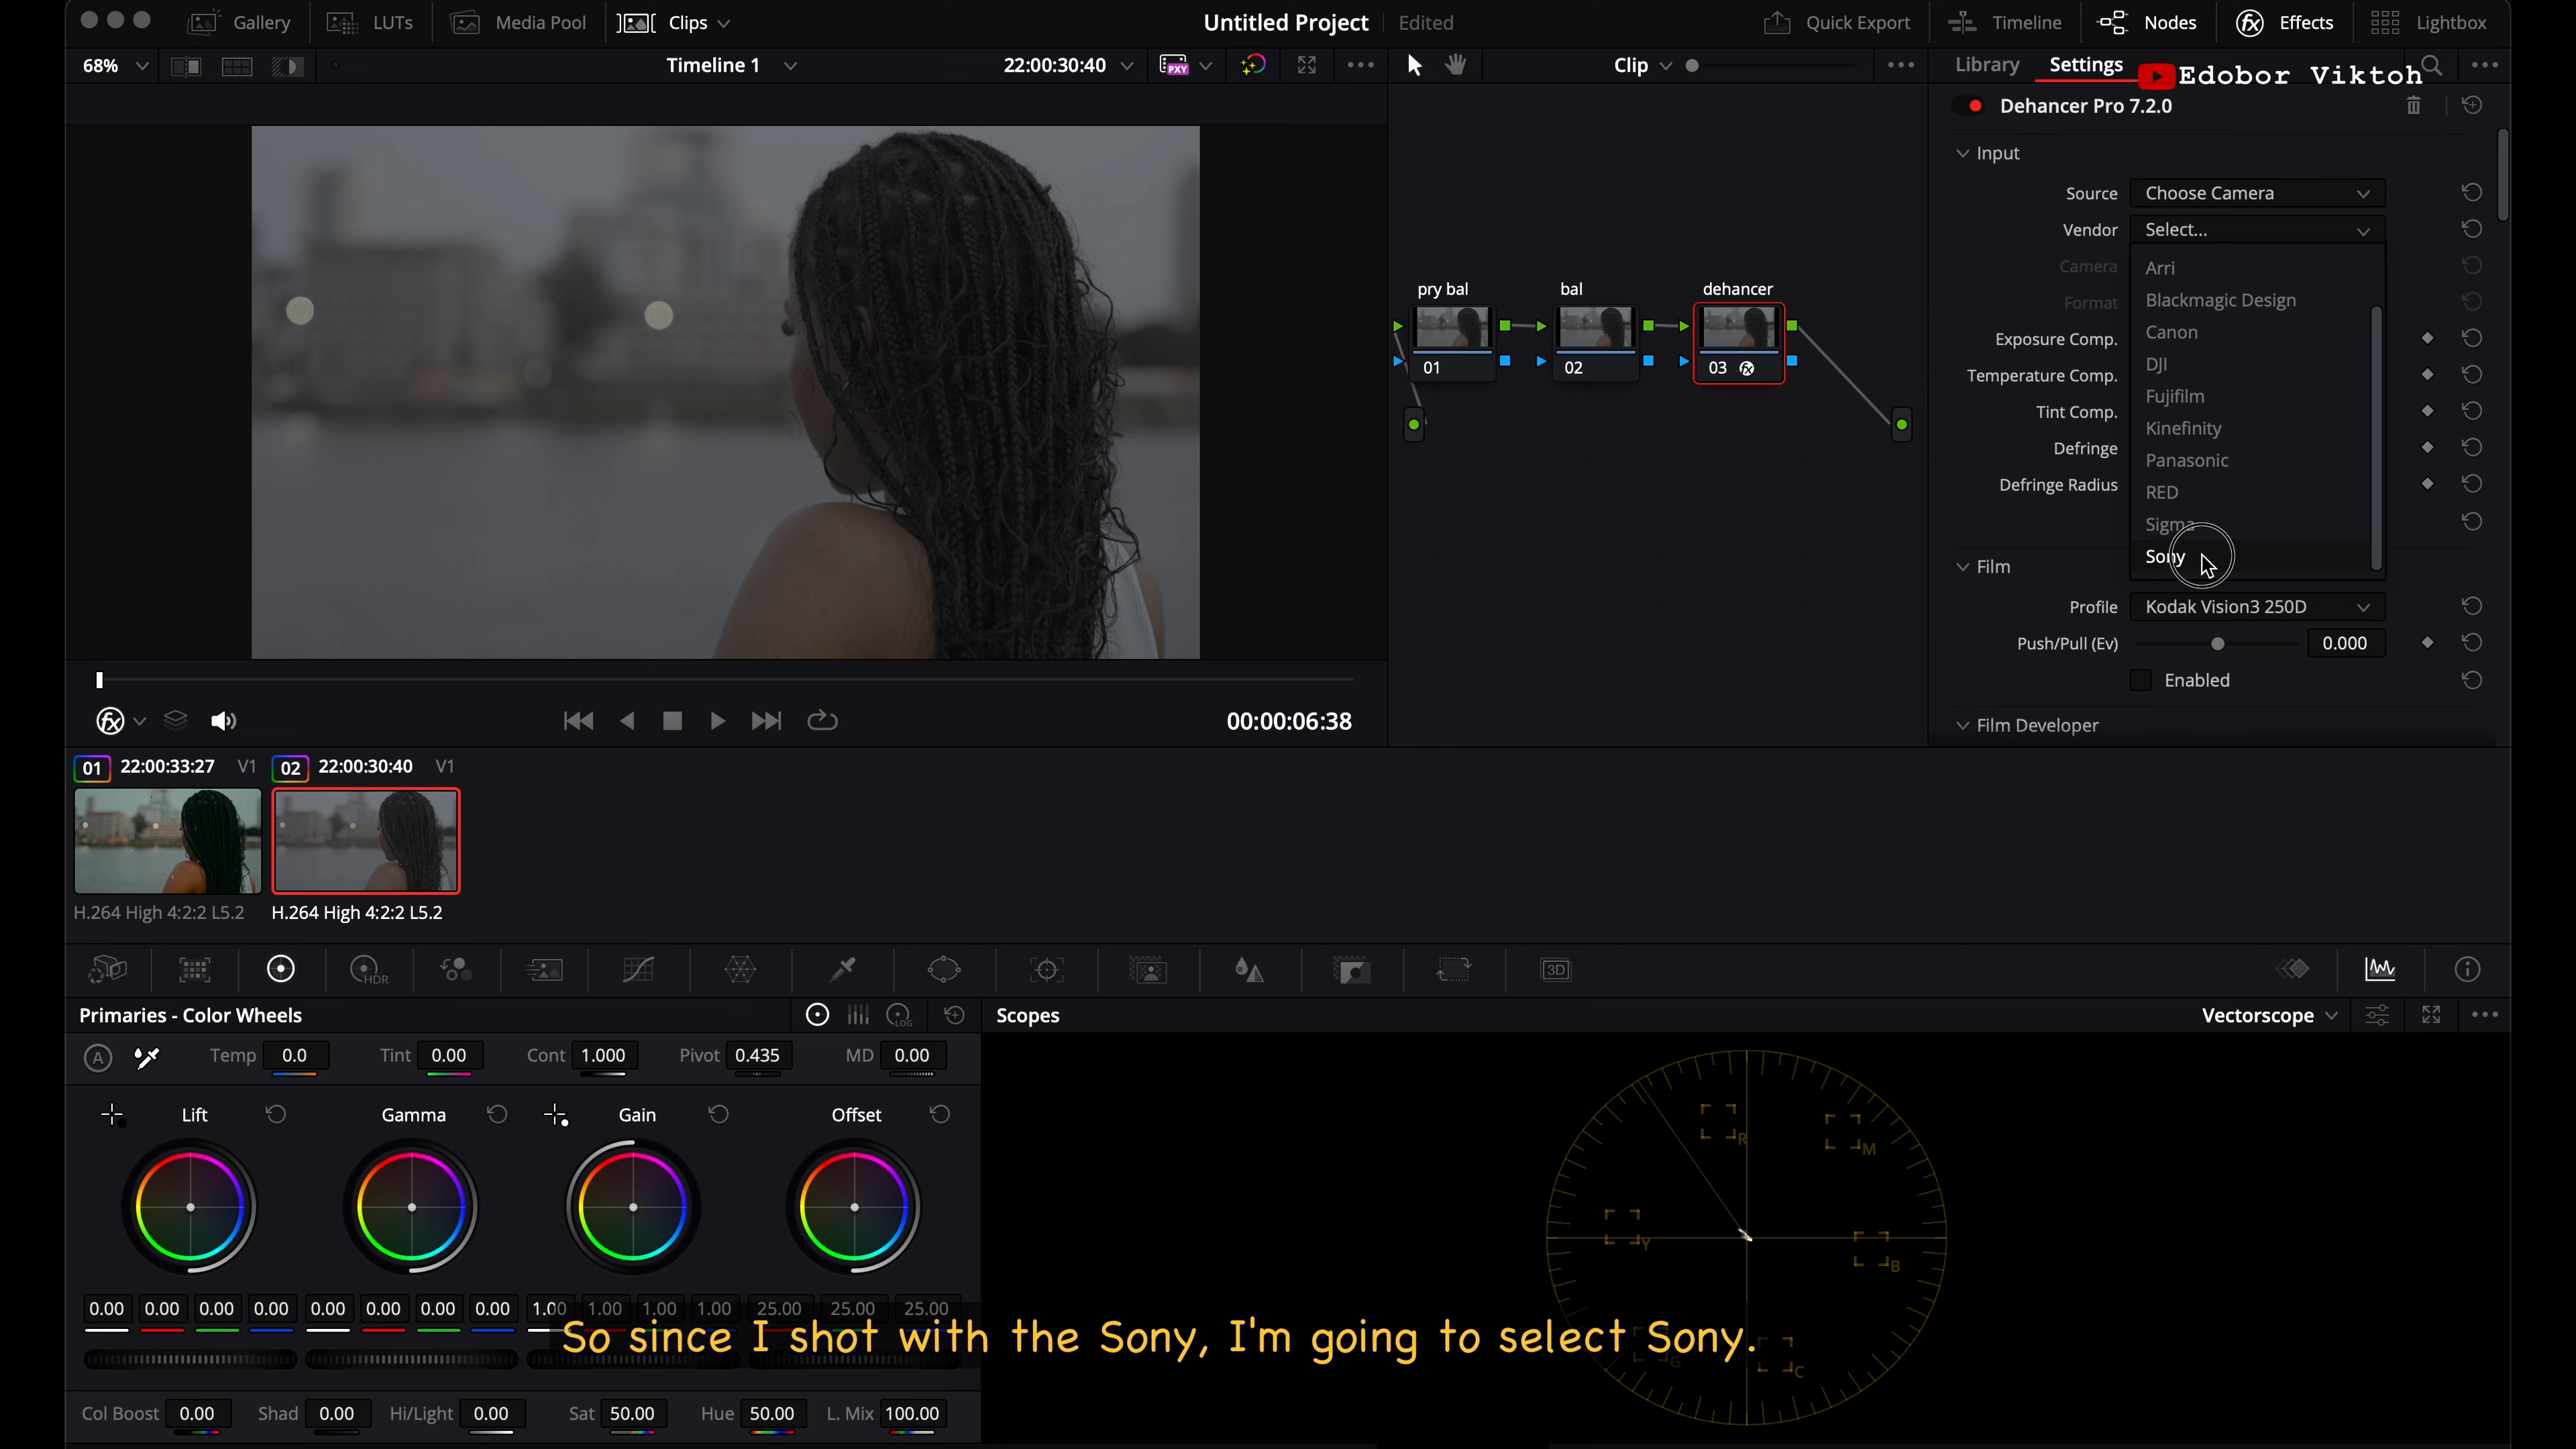 Gallery LUTs Media Pool Clips Untitled Project Edited Quick Export Timeline Nodes Effects Lightbox
68% Timeline 1 22:00:30:40 PXY Clip Library Settings
Edobor Viktoh
Dehancer Pro 7.2.0
Input
Source Choose Camera
Vendor Select...
Camera
Format
Arri
Blackmagic Design
Canon
DJI
Fujifilm
Kinefinity
Panasonic
RED
Sigma
Sony
Exposure Comp.
Temperature Comp.
Tint Comp.
Defringe
Defringe Radius
Film
Profile Kodak Vision3 250D
Push/Pull (Ev) 0.000
Enabled
Film Developer
pry bal bal dehancer
01 02 03 fx
00:00:06:38
01 22:00:33:27 V1 02 22:00:30:40 V1
H.264 High 4:2:2 L5.2 H.264 High 4:2:2 L5.2
HDR 3D
Primaries - Color Wheels LOG Scopes Vectorscope
A Temp 0.0 Tint 0.00 Cont 1.000 Pivot 0.435 MD 0.00
Lift Gamma Gain Offset
R M Y B G C
0.00 0.00 0.00 0.00 0.00 0.00 0.00 0.00 1.00 1.00 1.00 1.00 25.00 25.00 25.00
So since I shot with the Sony, I'm going to select Sony.
Col Boost 0.00 Shad 0.00 Hi/Light 0.00 Sat 50.00 Hue 50.00 L. Mix 100.00